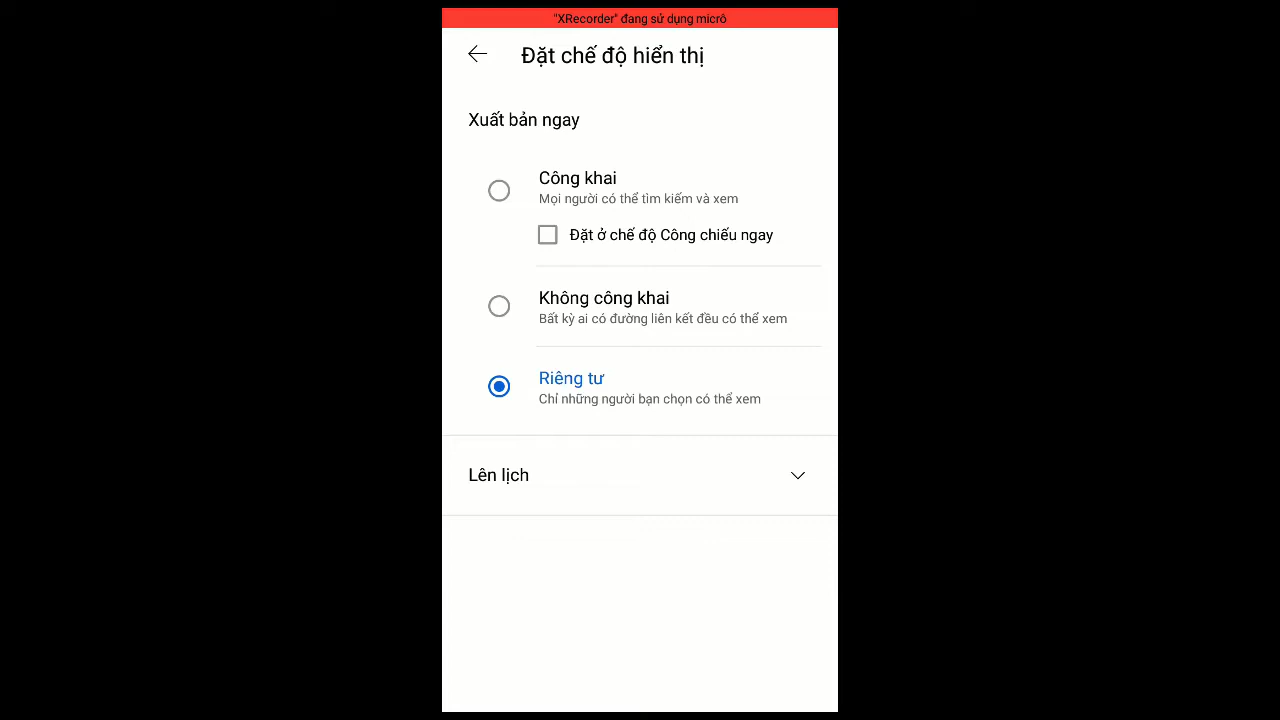 "XRecorder" đang sử dụng micrô
Đặt chế độ hiển thị
Xuất bản ngay
Công khai
Mọi người có thể tìm kiếm và xem
Đặt ở chế độ Công chiếu ngay
Không công khai
Bất kỳ ai có đường liên kết đều có thể xem
Riêng tư
Chỉ những người bạn chọn có thể xem
Lên lịch